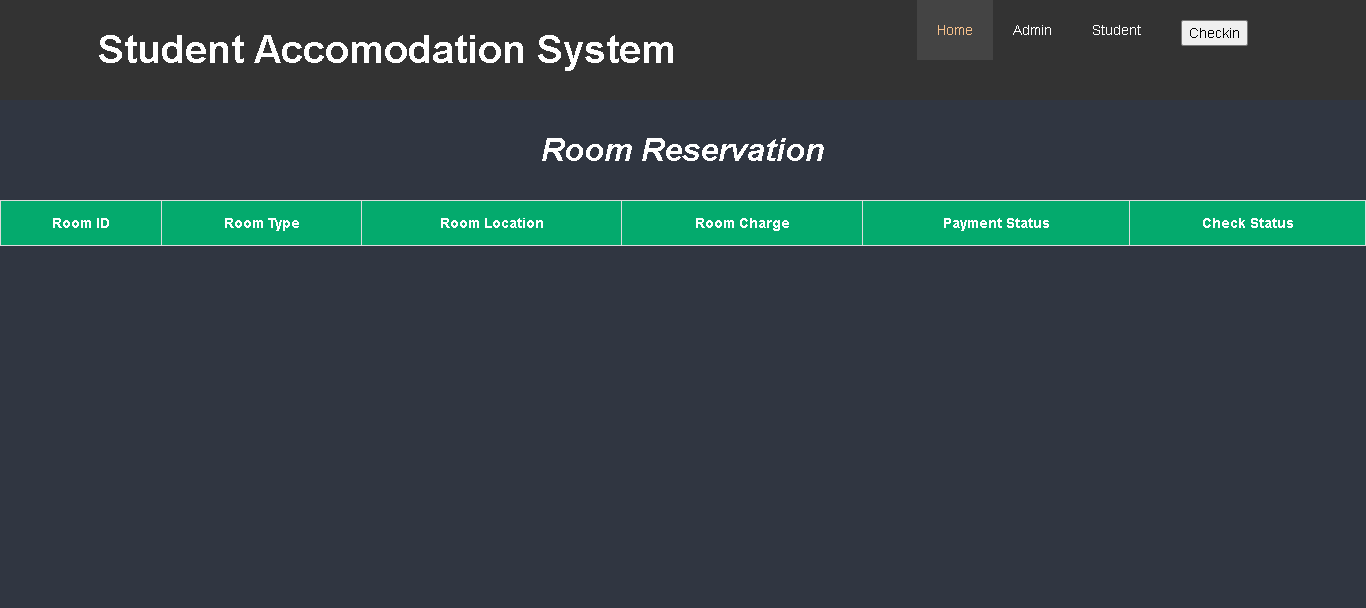 Student Accomodation System
Home Admin Student Checkin
Room Reservation
Room ID Room Type Room Location Room Charge Payment Status Check Status